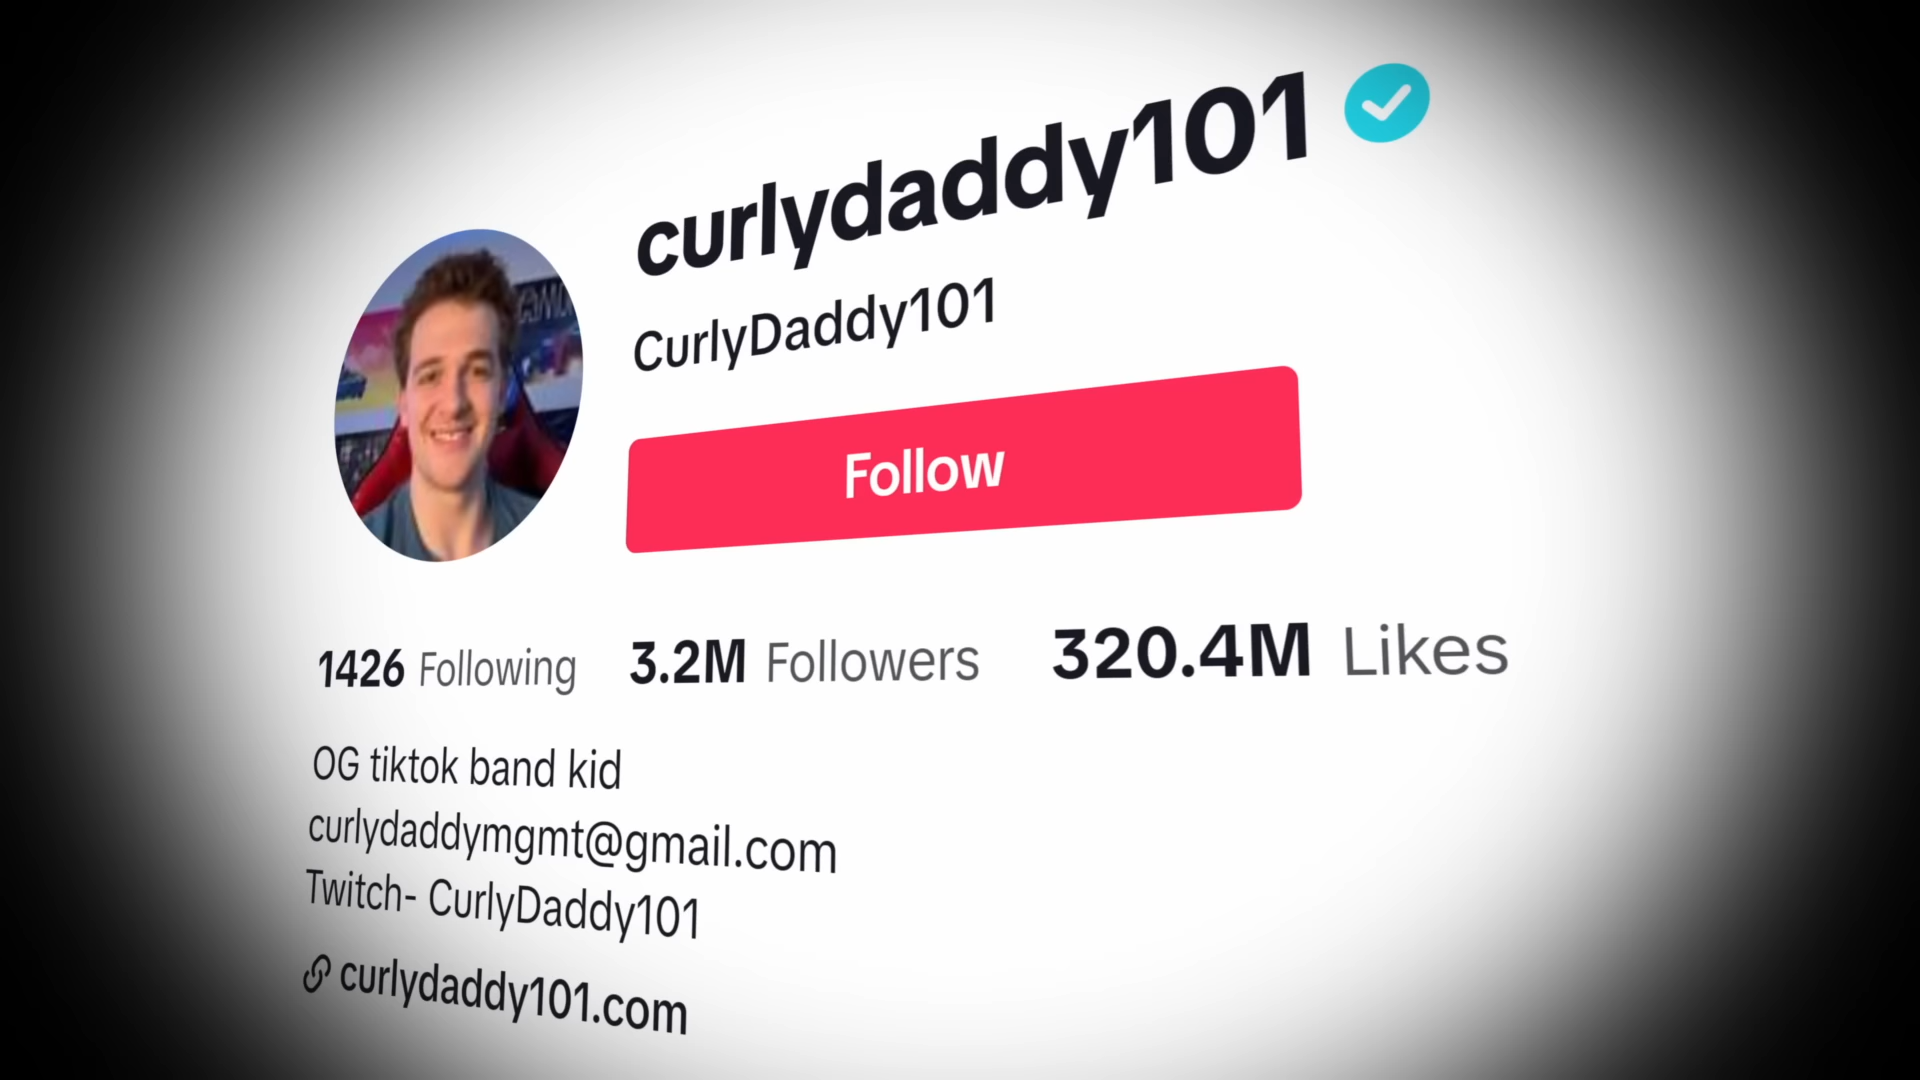 curlydaddy101
CurlyDaddy101
Follow
1426 Following 3.2M Followers 320.4M Likes
OG tiktok band kid
curlydaddymgmt@gmail.com
Twitch- CurlyDaddy101
curlydaddy101.com